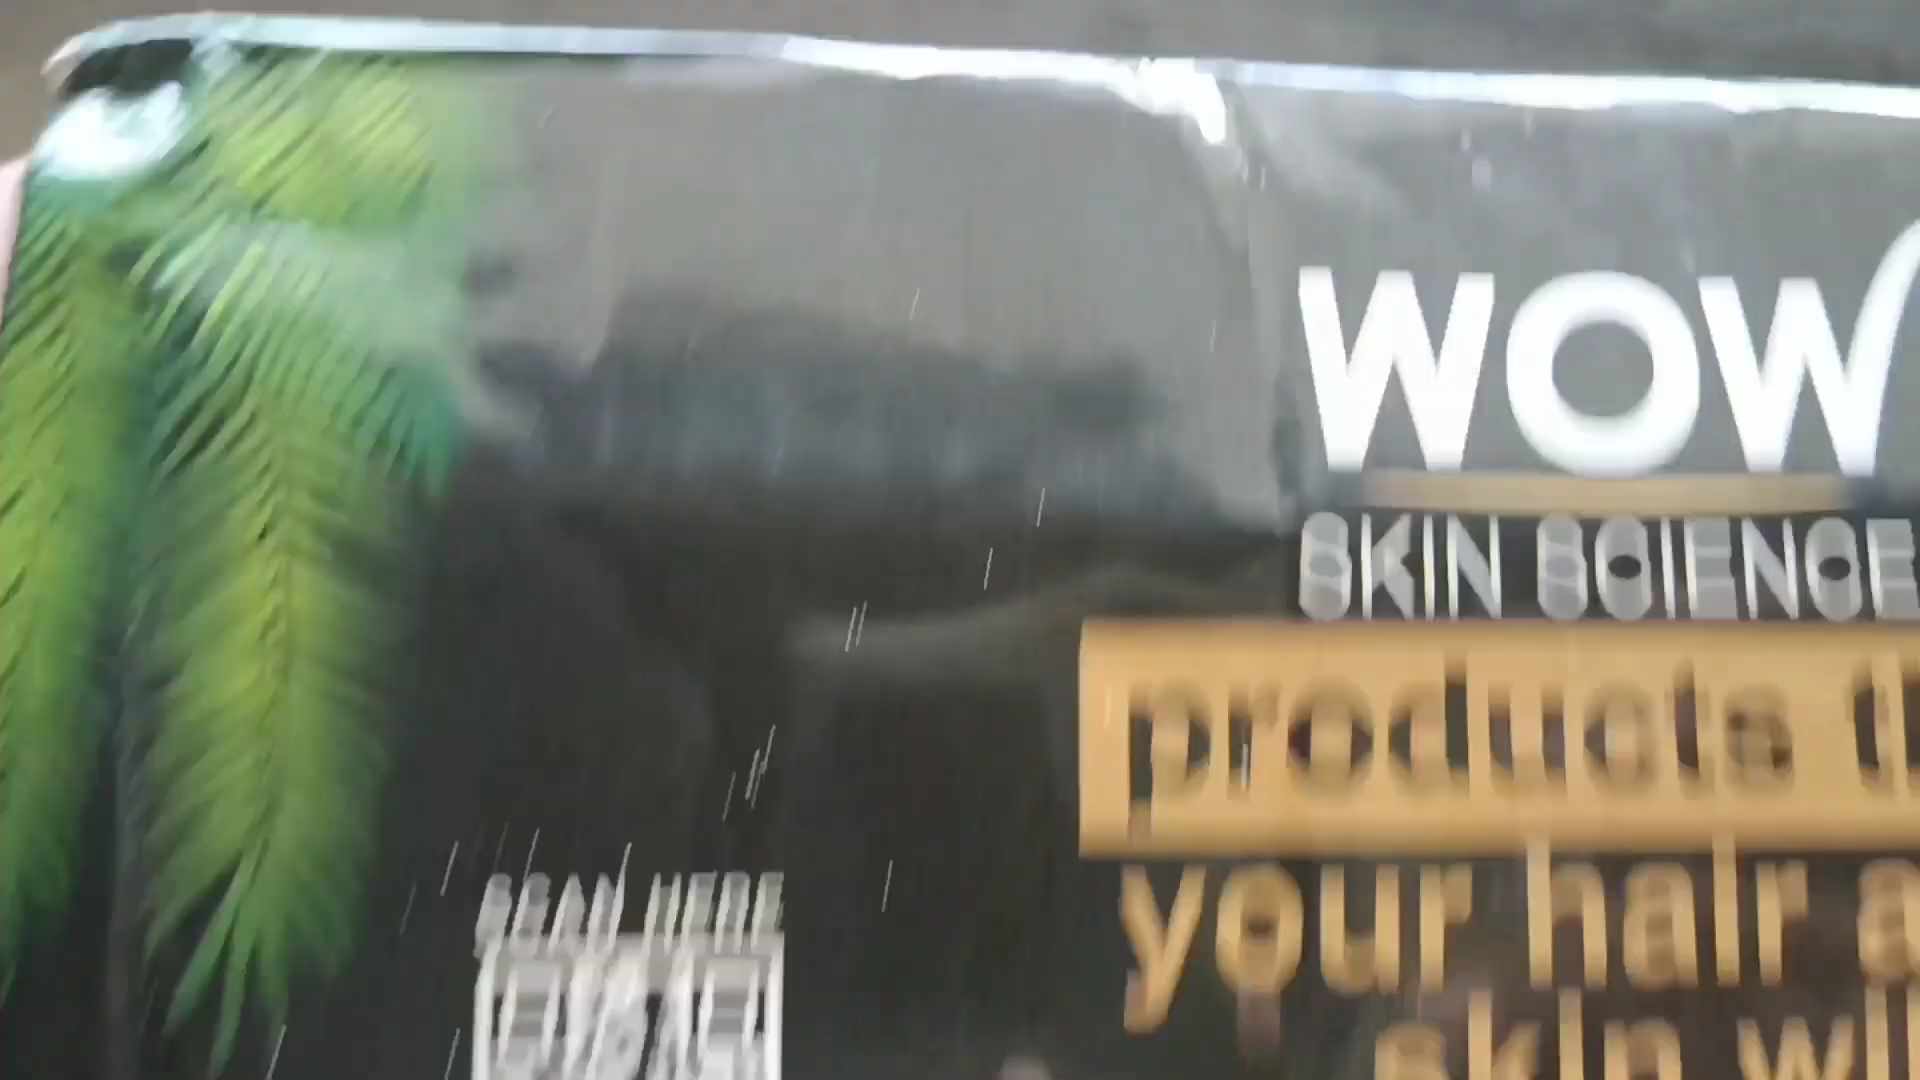 WOW
SKIN SCIENCE
products
your hair
skin
SCAN HERE